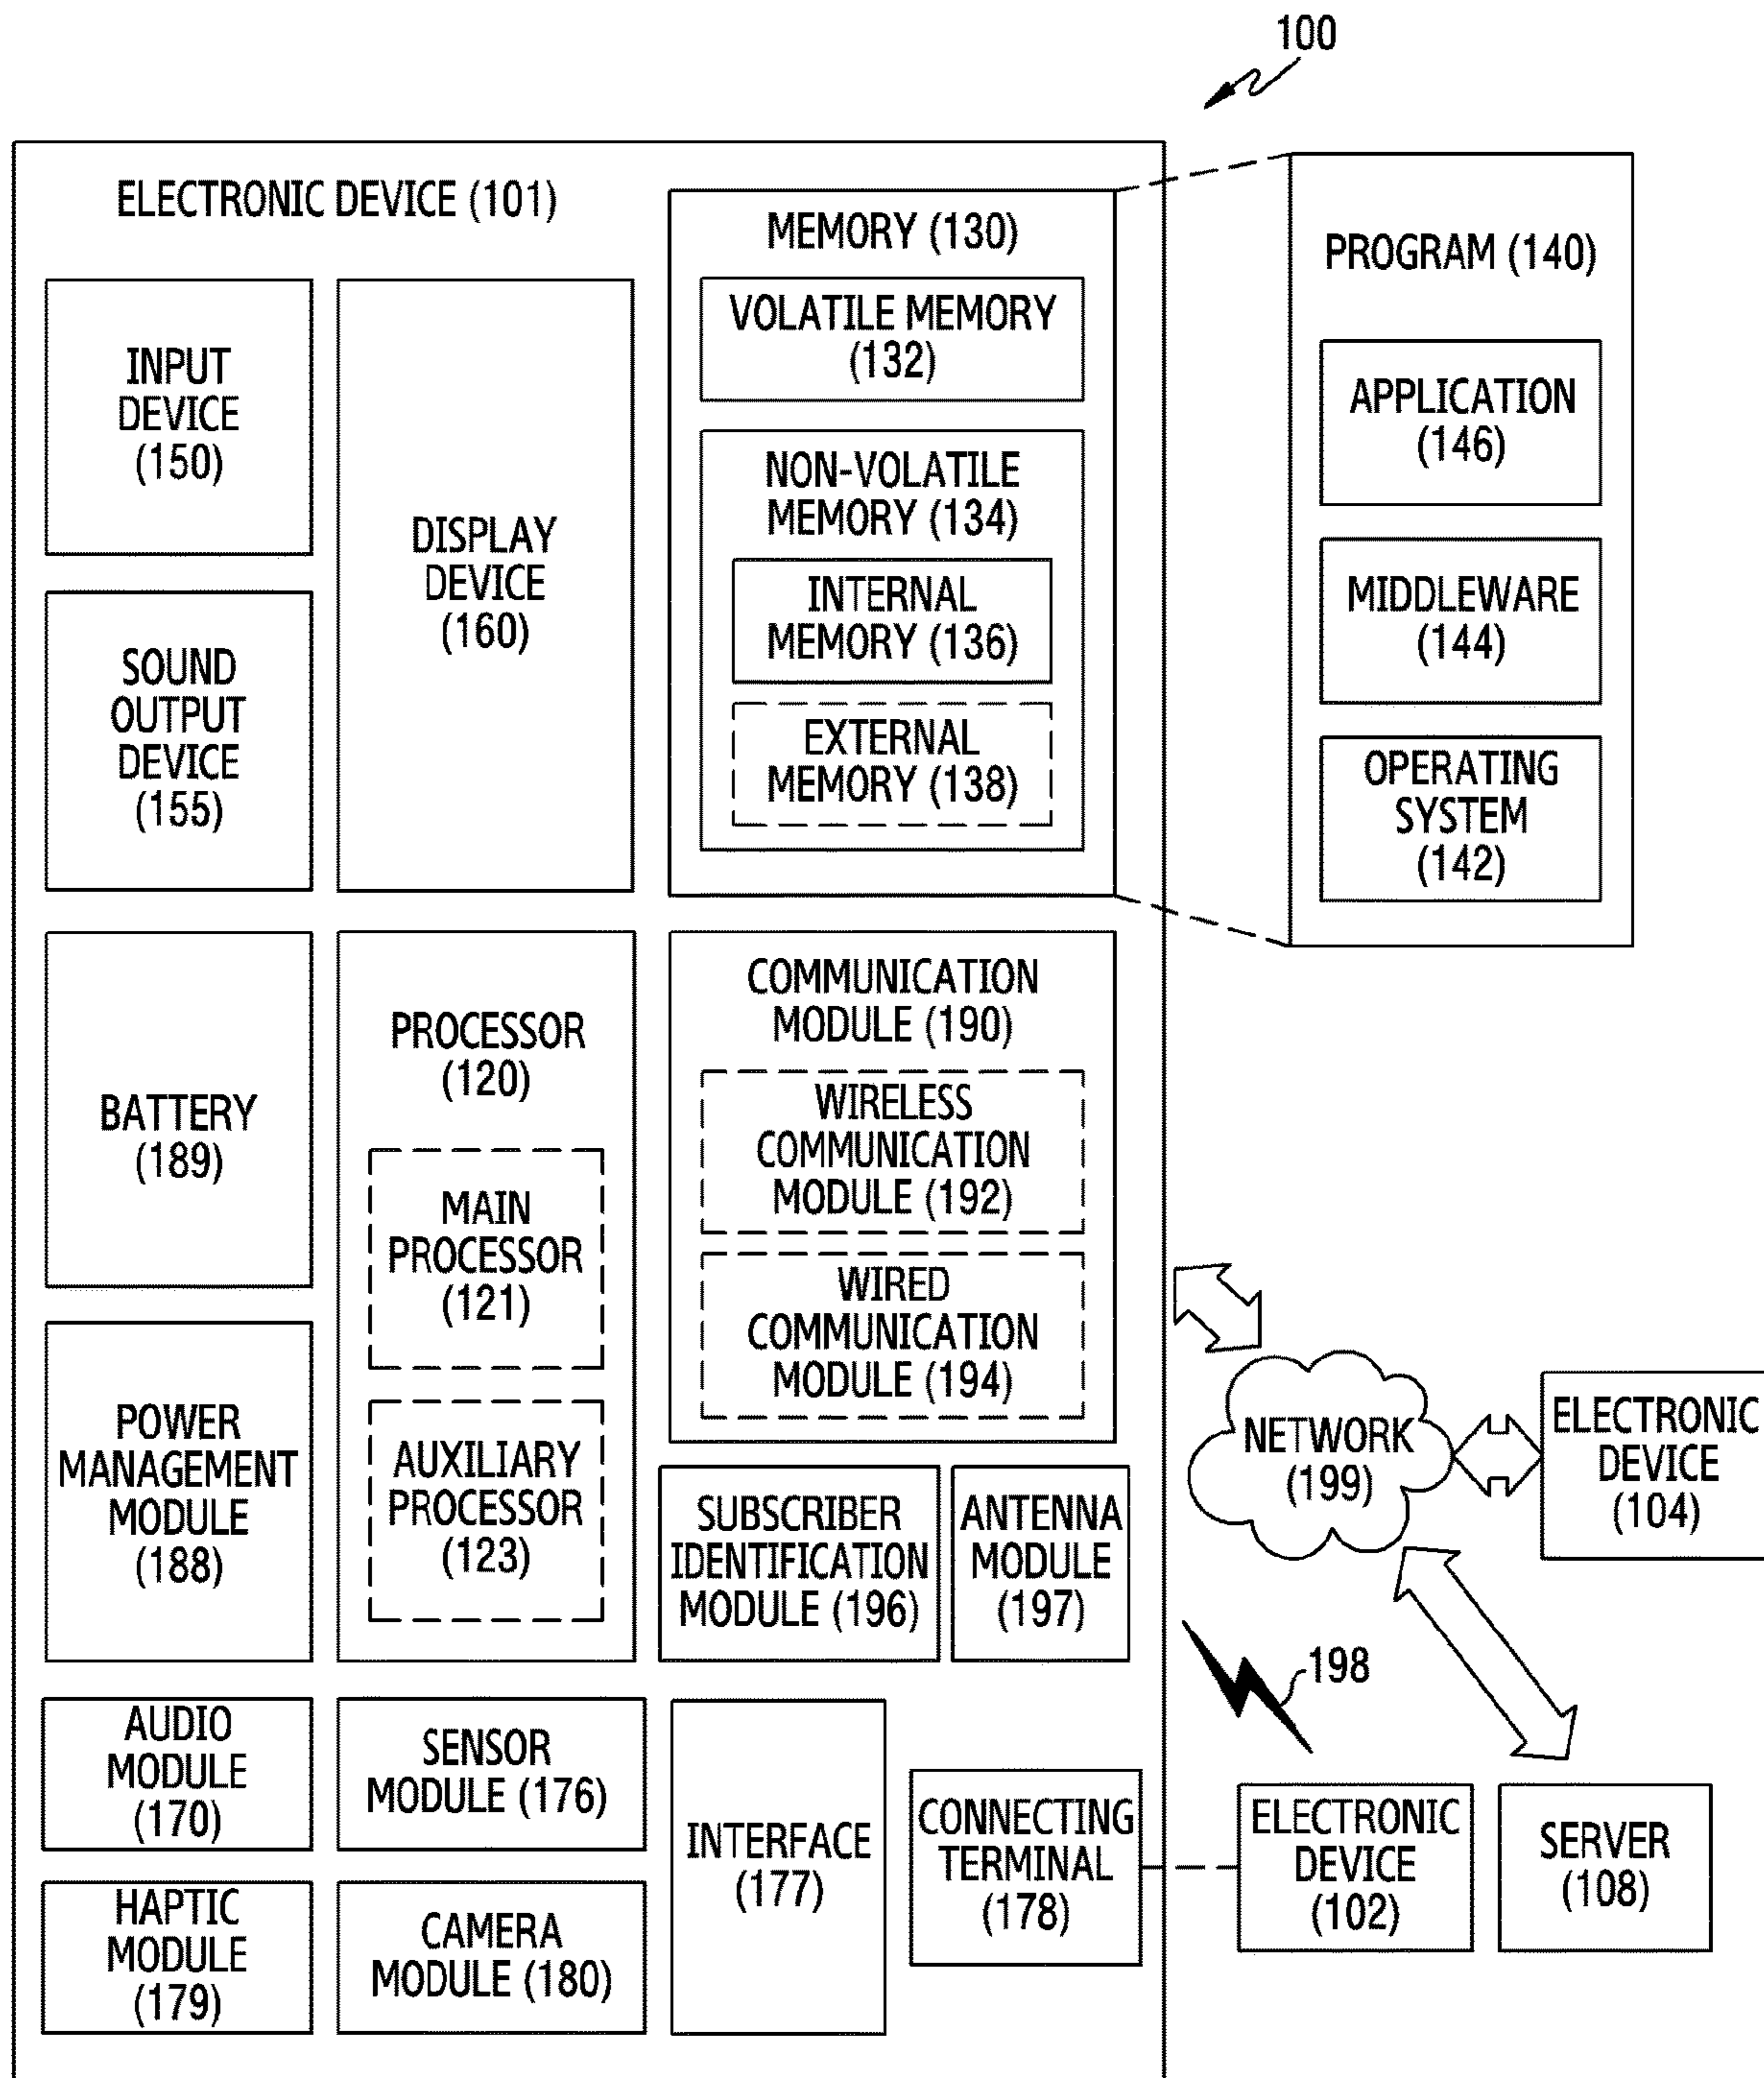 100
ELECTRONIC DEVICE (101)
INPUT
DEVICE
(150)
SOUND
OUTPUT
DEVICE
(155)
DISPLAY
DEVICE
(160)
MEMORY (130)
VOLATILE MEMORY
(132)
NON-VOLATILE
MEMORY (134)
INTERNAL
MEMORY (136)
EXTERNAL
MEMORY (138)
PROGRAM (140)
APPLICATION
(146)
MIDDLEWARE
(144)
OPERATING
SYSTEM
(142)
BATTERY
(189)
POWER
MANAGEMENT
MODULE
(188)
PROCESSOR
(120)
MAIN
PROCESSOR
(121)
AUXILIARY
PROCESSOR
(123)
COMMUNICATION
MODULE (190)
WIRELESS
COMMUNICATION
MODULE (192)
WIRED
COMMUNICATION
MODULE (194)
SUBSCRIBER
IDENTIFICATION
MODULE (196)
ANTENNA
MODULE
(197)
NETWORK
(199)
ELECTRONIC
DEVICE
(104)
198
AUDIO
MODULE
(170)
SENSOR
MODULE (176)
HAPTIC
MODULE
(179)
CAMERA
MODULE (180)
INTERFACE
(177)
CONNECTING
TERMINAL
(178)
ELECTRONIC
DEVICE
(102)
SERVER
(108)